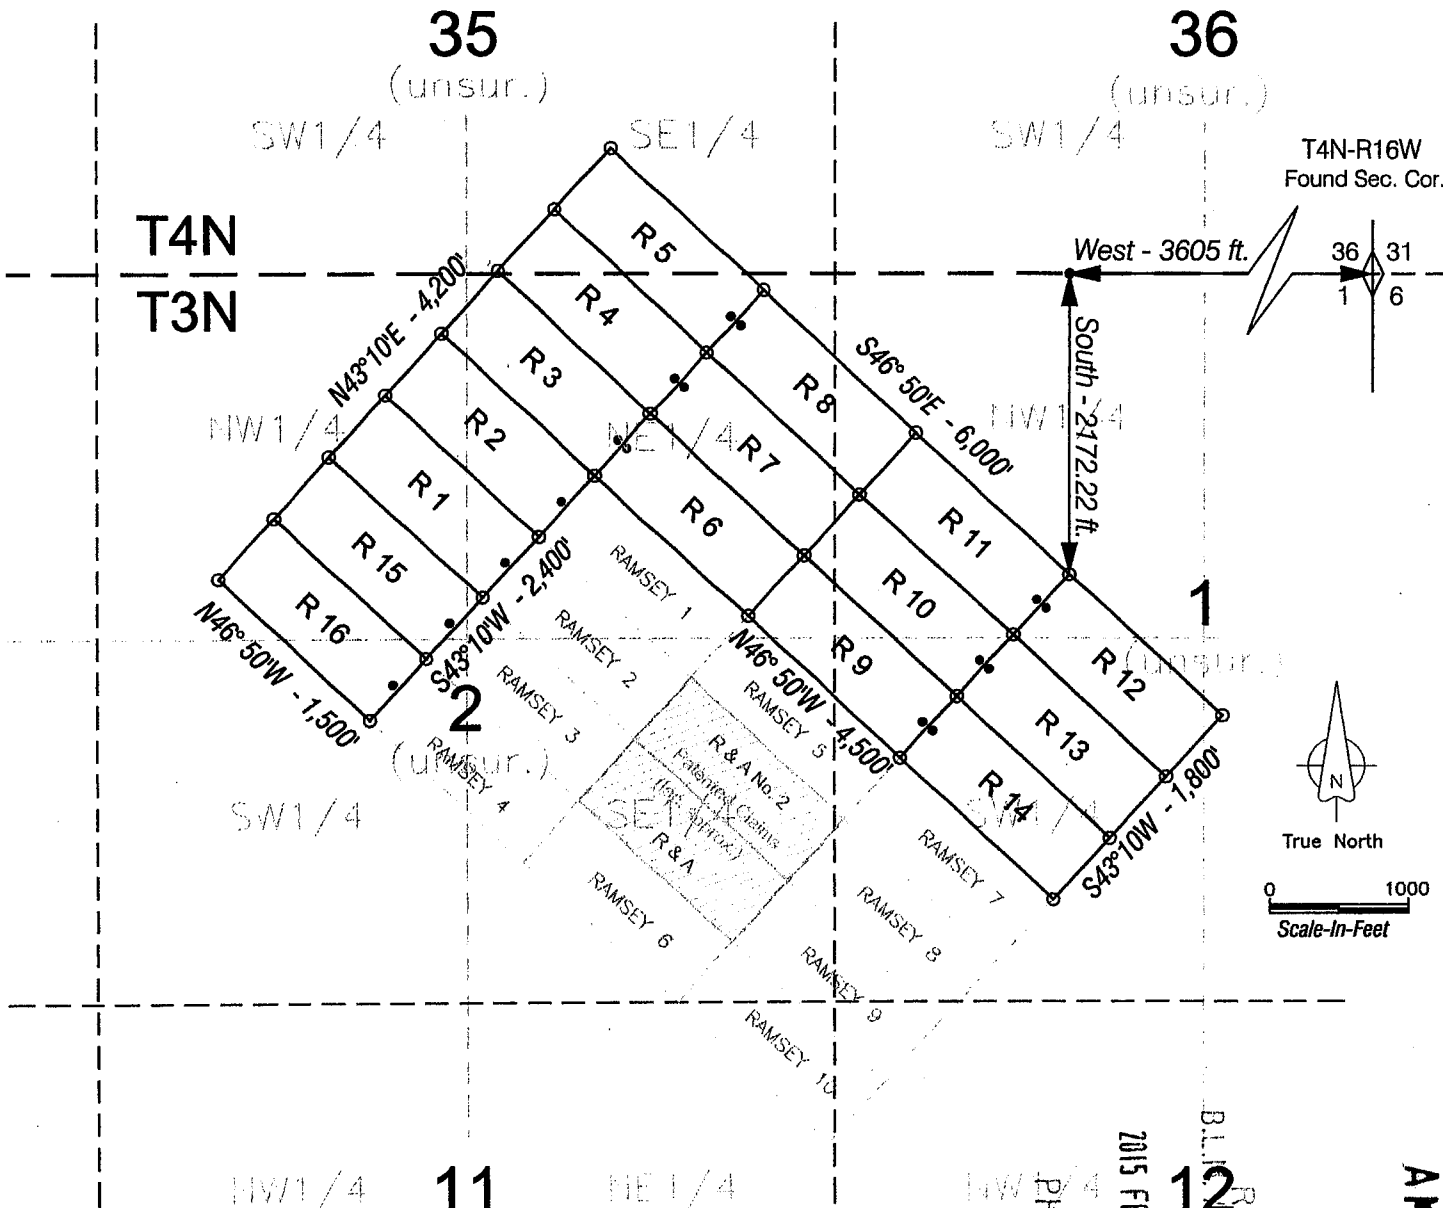 35
36
(unsur.)
(unsur.)
SW1/4
SE1/4
SW1/4
T4N-R16W
Found Sec. Cor.
T4N
T3N
West - 3605 ft.
36
31
1
6
N43°10'E - 4,200'
R 5
R 4
R 3
R 2
R 1
R 15
R 16
R 8
R 7
R 6
R 11
R 10
R 9
R 12
R 13
R 14
S46° 50'E - 6,000'
South - 2172.22 ft.
NW1/4
NE1/4
NW1/4
1
(unsur.)
N46° 50'W - 1,500'
S43°10'W - 2,400'
N46° 50'W - 4,500'
S43°10W - 1,800'
2
(unsur.)
RAMSEY 1
RAMSEY 2
RAMSEY 3
RAMSEY 4
RAMSEY 5
R & A No. 2
Patented Claims
R & A
RAMSEY 6
RAMSEY 7
RAMSEY 8
RAMSEY 9
RAMSEY 10
SW1/4
SE1/4
SW1/4
N
True North
0
1000
Scale-In-Feet
NW1/4
11
NE1/4
NW1/4
12
2015 F